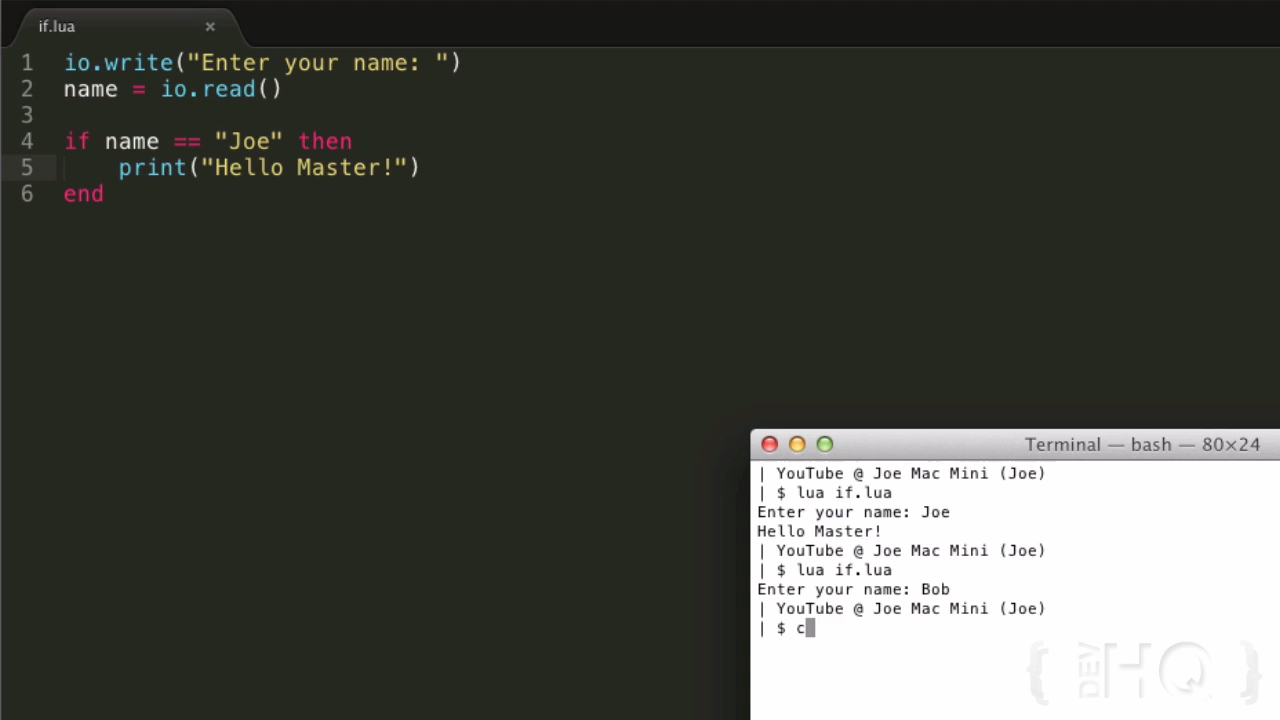 if.lua ×
1 io.write("Enter your name: ")
2 name = io.read()
3
4 if name == "Joe" then
5     print("Hello Master!")
6 end
Terminal — bash — 80×24
| YouTube @ Joe Mac Mini (Joe)
| $ lua if.lua
Enter your name: Joe
Hello Master!
| YouTube @ Joe Mac Mini (Joe)
| $ lua if.lua
Enter your name: Bob
| YouTube @ Joe Mac Mini (Joe)
| $ c
{ DEV HQ }